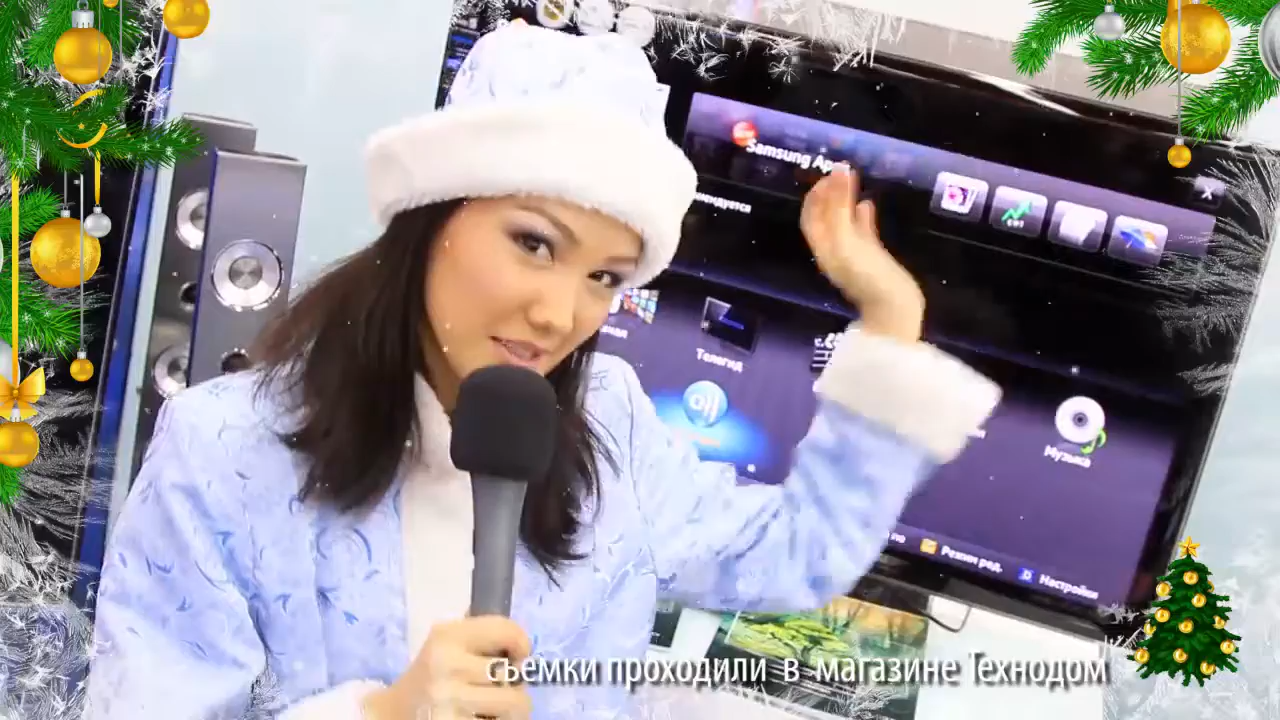 Samsung Apps
Телегид
Музыка
Режим ред.
Настройки
съемки проходили в магазине Технодом